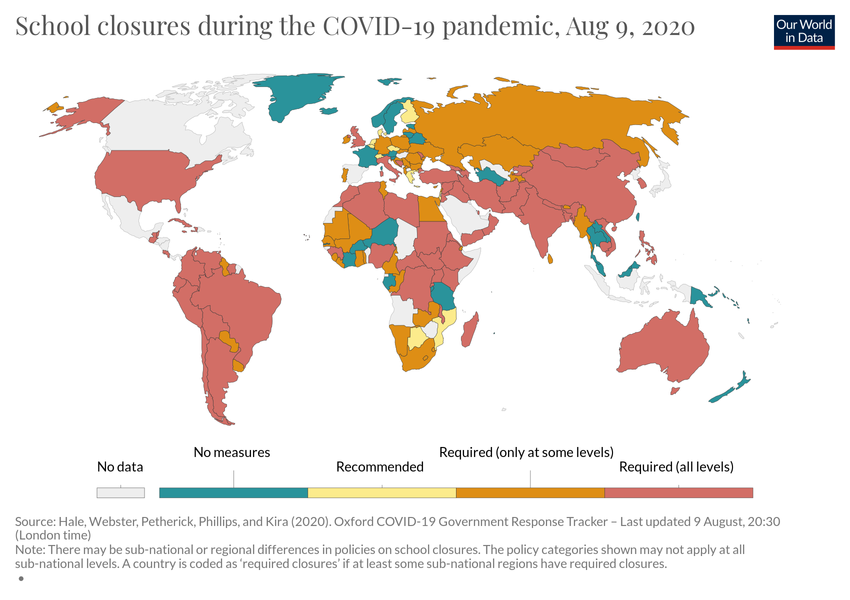 School closures during the COVID-19 pandemic, Aug 9, 2020
Our World
in Data
No data
No measures
Recommended
Required (only at some levels)
Required (all levels)
Source: Hale, Webster, Petherick, Phillips, and Kira (2020). Oxford COVID-19 Government Response Tracker – Last updated 9 August, 20:30
(London time)
Note: There may be sub-national or regional differences in policies on school closures. The policy categories shown may not apply at all
sub-national levels. A country is coded as 'required closures' if at least some sub-national regions have required closures.